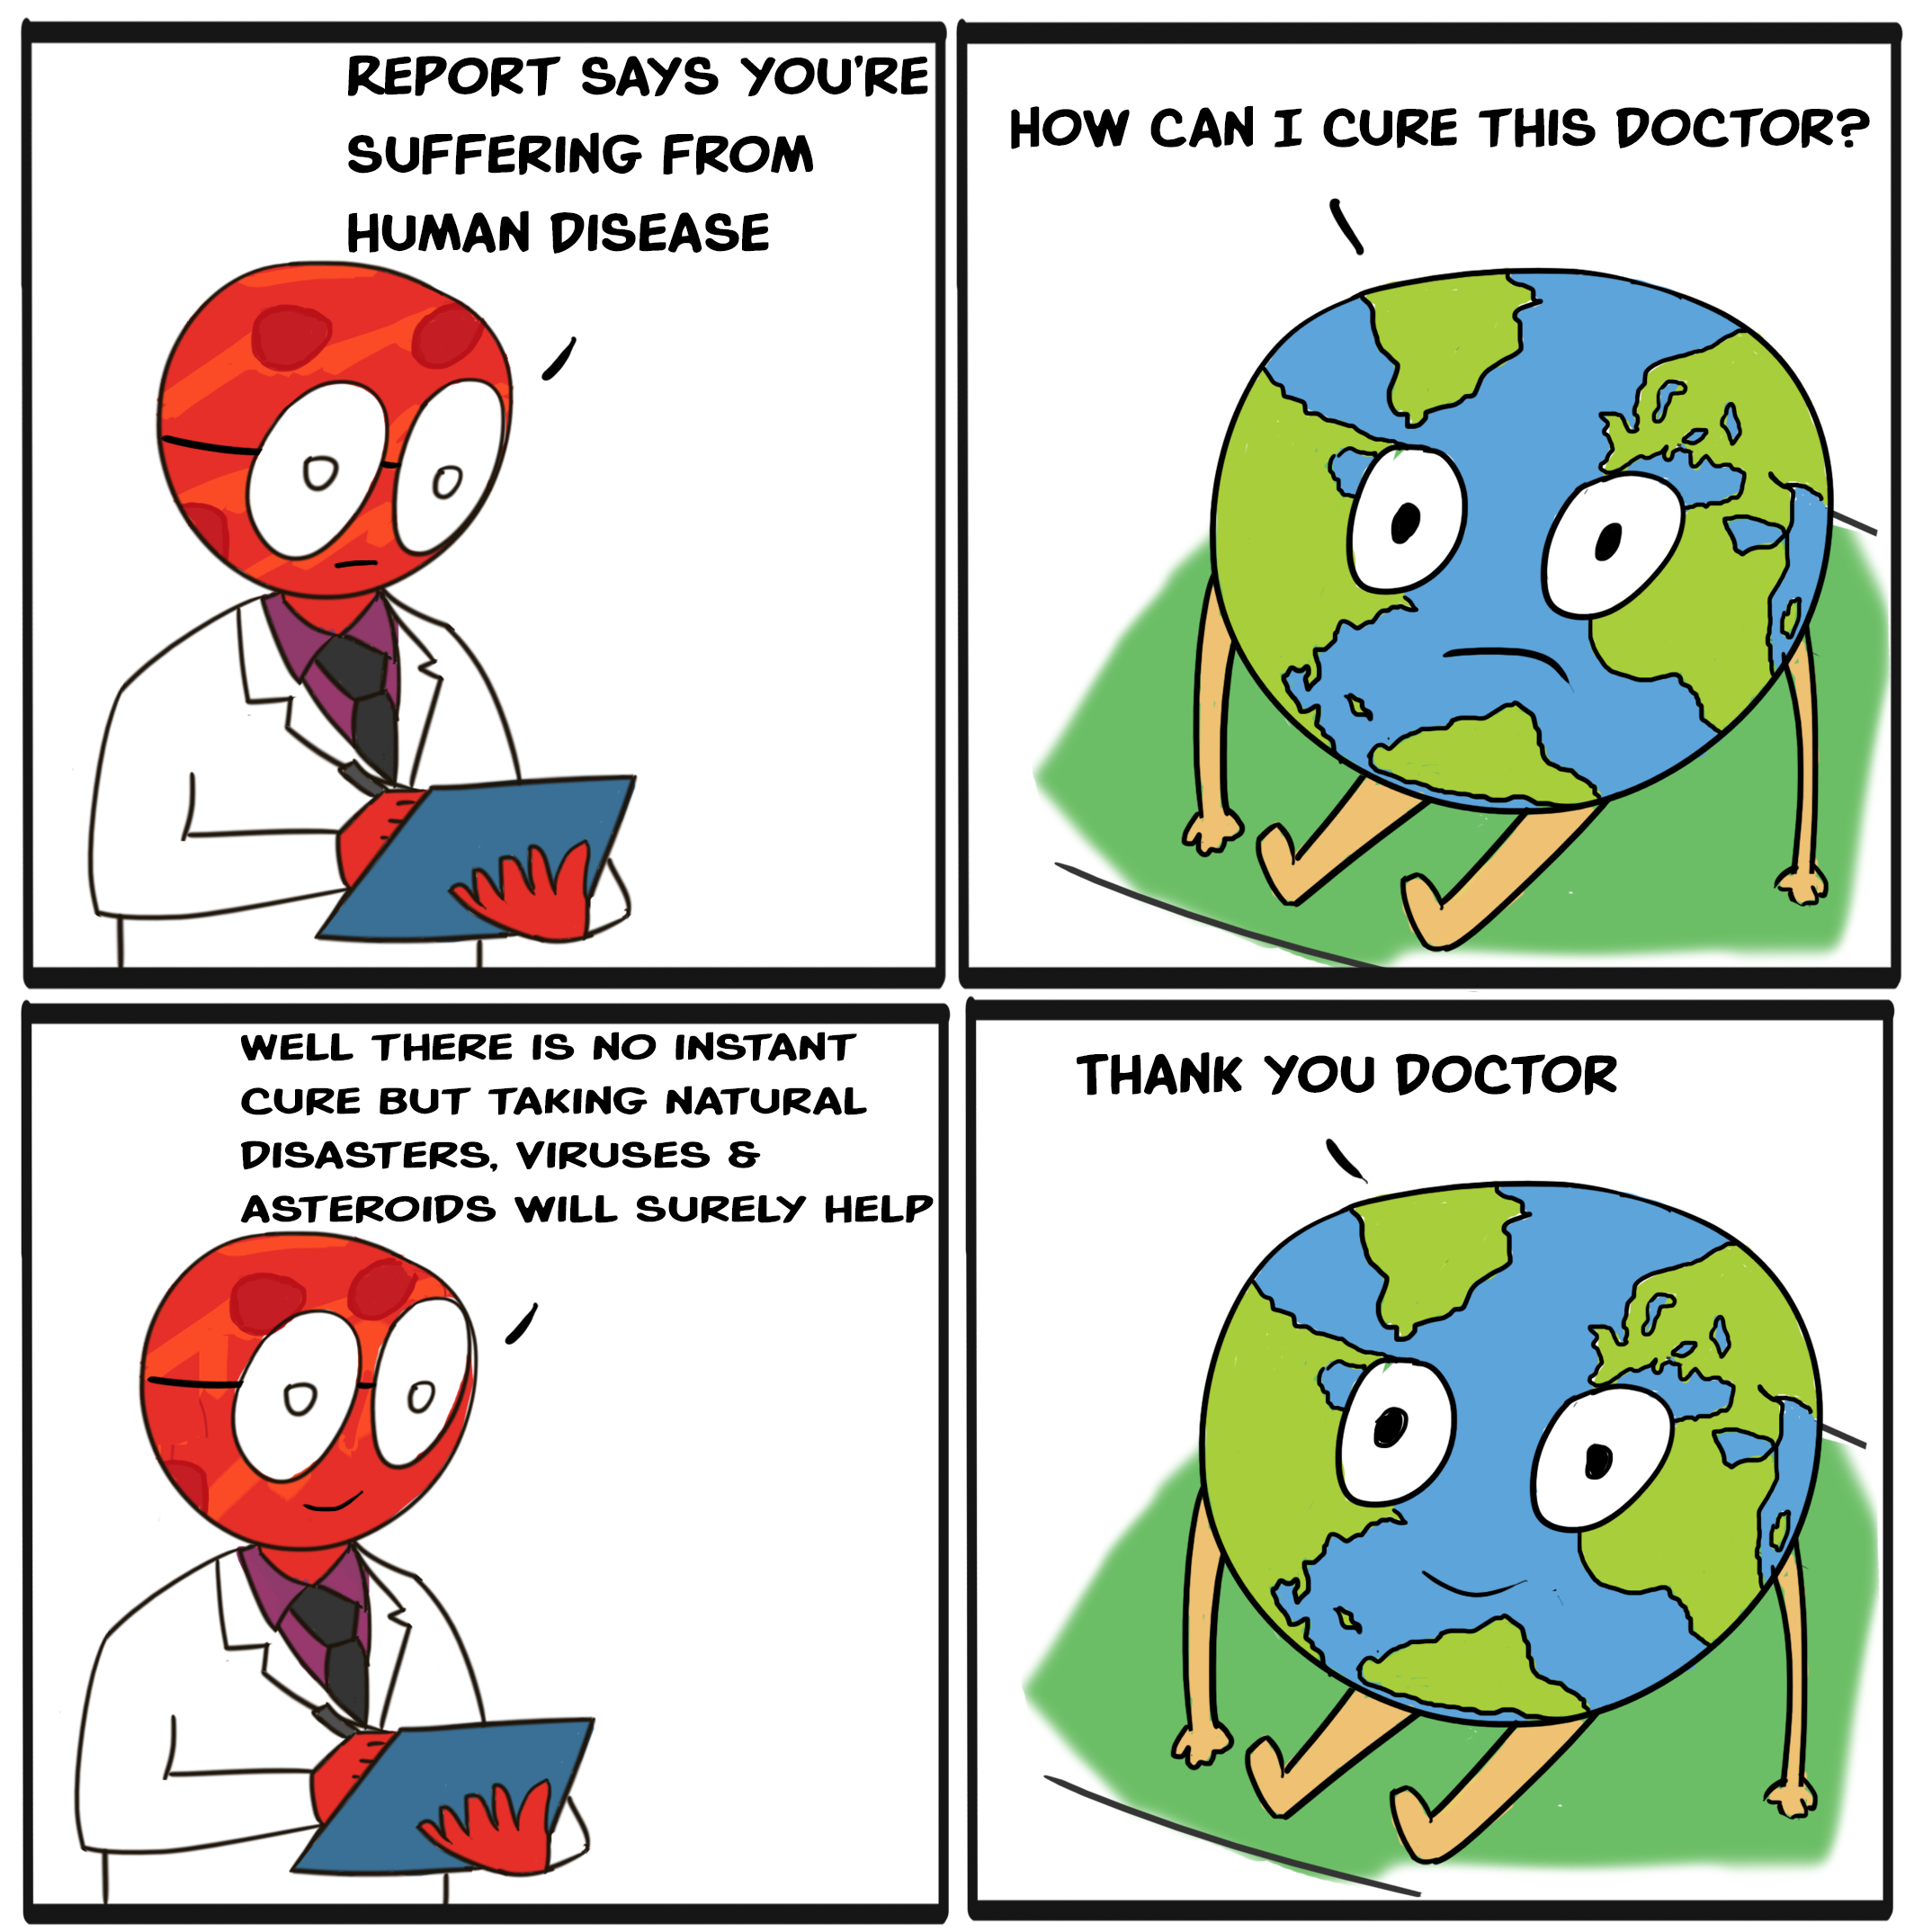 REPORT SAYS YOU'RE
SUFFERING FROM
HUMAN DISEASE
HOW CAN I CURE THIS DOCTOR?
WELL THERE IS NO INSTANT
CURE BUT TAKING NATURAL
DISASTERS, VIRUSES &
ASTEROIDS WILL SURELY HELP
THANK YOU DOCTOR